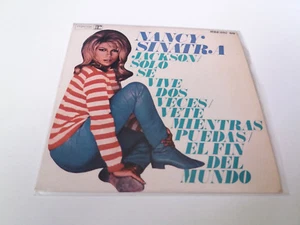 NANCY
SINATRA
JACKSON/
SOLO
SE
VIVE
DOS
VECES/
VETE
MIENTRAS
PUEDAS/
EL FIN
DEL
MUNDO